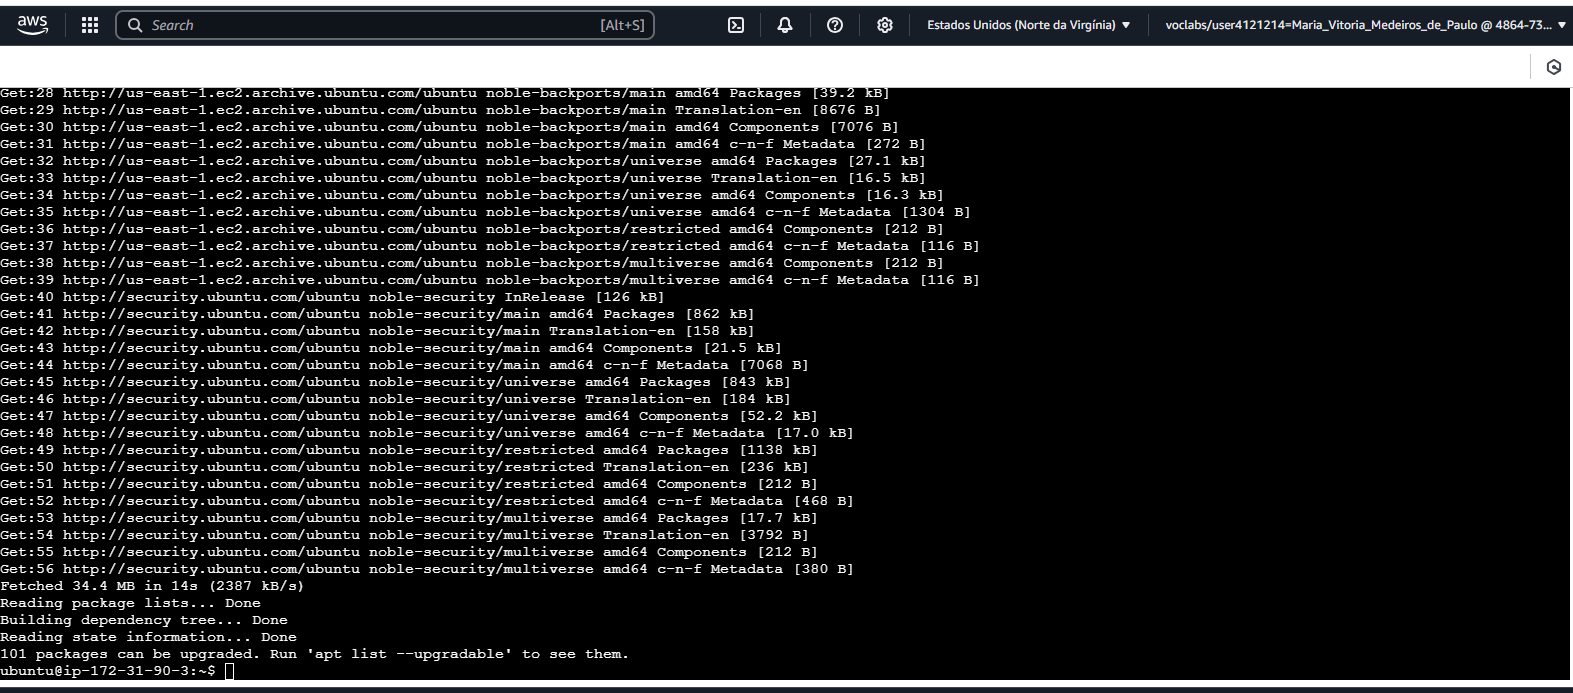 aws
Search [Alt+S]
Estados Unidos (Norte da Virgínia)
voclabs/user4121214=Maria_Vitoria_Medeiros_de_Paulo @ 4864-73...
Get:28 http://us-east-1.ec2.archive.ubuntu.com/ubuntu noble-backports/main amd64 Packages [39.2 kB]
Get:29 http://us-east-1.ec2.archive.ubuntu.com/ubuntu noble-backports/main Translation-en [8676 B]
Get:30 http://us-east-1.ec2.archive.ubuntu.com/ubuntu noble-backports/main amd64 Components [7076 B]
Get:31 http://us-east-1.ec2.archive.ubuntu.com/ubuntu noble-backports/main amd64 c-n-f Metadata [272 B]
Get:32 http://us-east-1.ec2.archive.ubuntu.com/ubuntu noble-backports/universe amd64 Packages [27.1 kB]
Get:33 http://us-east-1.ec2.archive.ubuntu.com/ubuntu noble-backports/universe Translation-en [16.5 kB]
Get:34 http://us-east-1.ec2.archive.ubuntu.com/ubuntu noble-backports/universe amd64 Components [16.3 kB]
Get:35 http://us-east-1.ec2.archive.ubuntu.com/ubuntu noble-backports/universe amd64 c-n-f Metadata [1304 B]
Get:36 http://us-east-1.ec2.archive.ubuntu.com/ubuntu noble-backports/restricted amd64 Components [212 B]
Get:37 http://us-east-1.ec2.archive.ubuntu.com/ubuntu noble-backports/restricted amd64 c-n-f Metadata [116 B]
Get:38 http://us-east-1.ec2.archive.ubuntu.com/ubuntu noble-backports/multiverse amd64 Components [212 B]
Get:39 http://us-east-1.ec2.archive.ubuntu.com/ubuntu noble-backports/multiverse amd64 c-n-f Metadata [116 B]
Get:40 http://security.ubuntu.com/ubuntu noble-security InRelease [126 kB]
Get:41 http://security.ubuntu.com/ubuntu noble-security/main amd64 Packages [862 kB]
Get:42 http://security.ubuntu.com/ubuntu noble-security/main Translation-en [158 kB]
Get:43 http://security.ubuntu.com/ubuntu noble-security/main amd64 Components [21.5 kB]
Get:44 http://security.ubuntu.com/ubuntu noble-security/main amd64 c-n-f Metadata [7068 B]
Get:45 http://security.ubuntu.com/ubuntu noble-security/universe amd64 Packages [843 kB]
Get:46 http://security.ubuntu.com/ubuntu noble-security/universe Translation-en [184 kB]
Get:47 http://security.ubuntu.com/ubuntu noble-security/universe amd64 Components [52.2 kB]
Get:48 http://security.ubuntu.com/ubuntu noble-security/universe amd64 c-n-f Metadata [17.0 kB]
Get:49 http://security.ubuntu.com/ubuntu noble-security/restricted amd64 Packages [1138 kB]
Get:50 http://security.ubuntu.com/ubuntu noble-security/restricted Translation-en [236 kB]
Get:51 http://security.ubuntu.com/ubuntu noble-security/restricted amd64 Components [212 B]
Get:52 http://security.ubuntu.com/ubuntu noble-security/restricted amd64 c-n-f Metadata [468 B]
Get:53 http://security.ubuntu.com/ubuntu noble-security/multiverse amd64 Packages [17.7 kB]
Get:54 http://security.ubuntu.com/ubuntu noble-security/multiverse Translation-en [3792 B]
Get:55 http://security.ubuntu.com/ubuntu noble-security/multiverse amd64 Components [212 B]
Get:56 http://security.ubuntu.com/ubuntu noble-security/multiverse amd64 c-n-f Metadata [380 B]
Fetched 34.4 MB in 14s (2387 kB/s)
Reading package lists... Done
Building dependency tree... Done
Reading state information... Done
101 packages can be upgraded. Run 'apt list --upgradable' to see them.
ubuntu@ip-172-31-90-3:~$